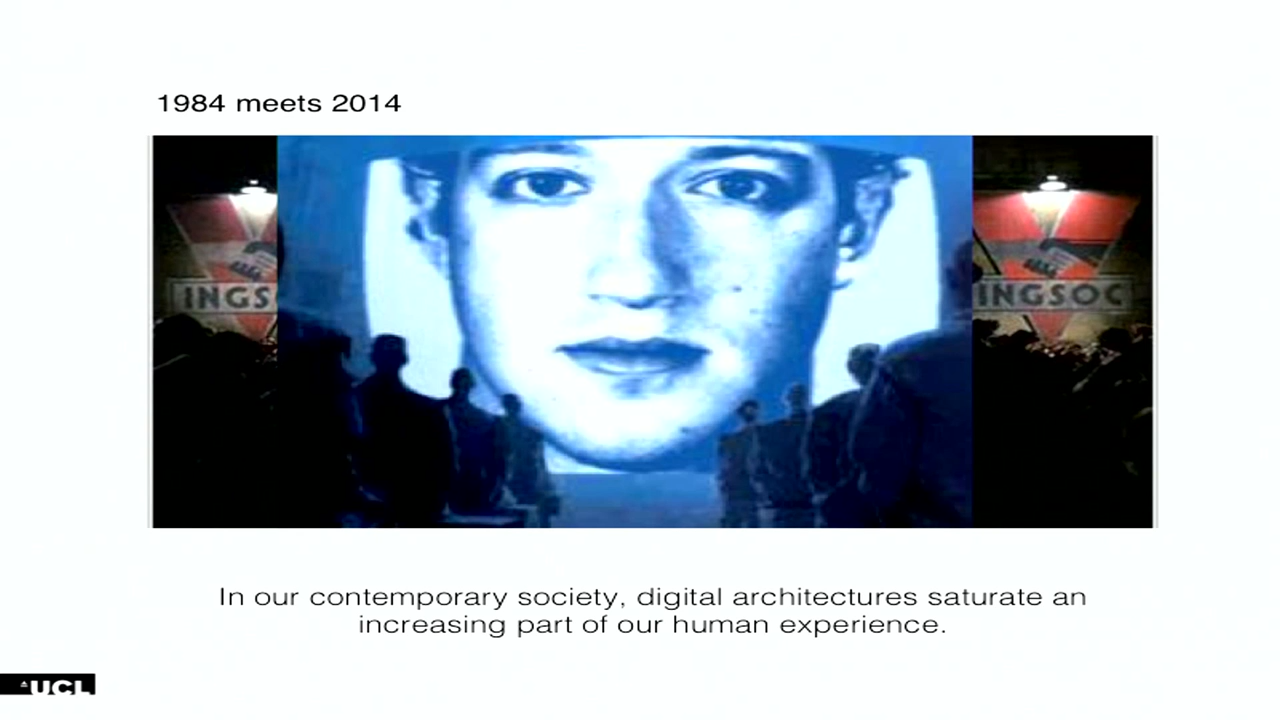 1984 meets 2014
INGS
INGSOC
In our contemporary society, digital architectures saturate an
increasing part of our human experience.
UCL